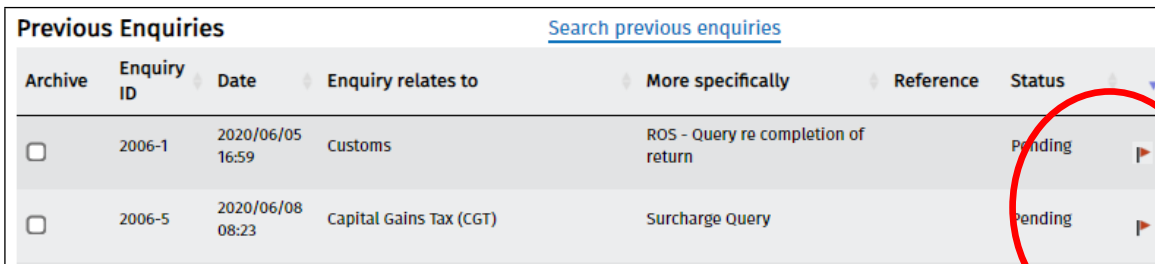 Previous Enquiries Search previous enquiries
Archive Enquiry ID Date Enquiry relates to More specifically Reference Status
2006-1 2020/06/05 16:59 Customs ROS - Query re completion of return Pending
2006-5 2020/06/08 08:23 Capital Gains Tax (CGT) Surcharge Query Pending